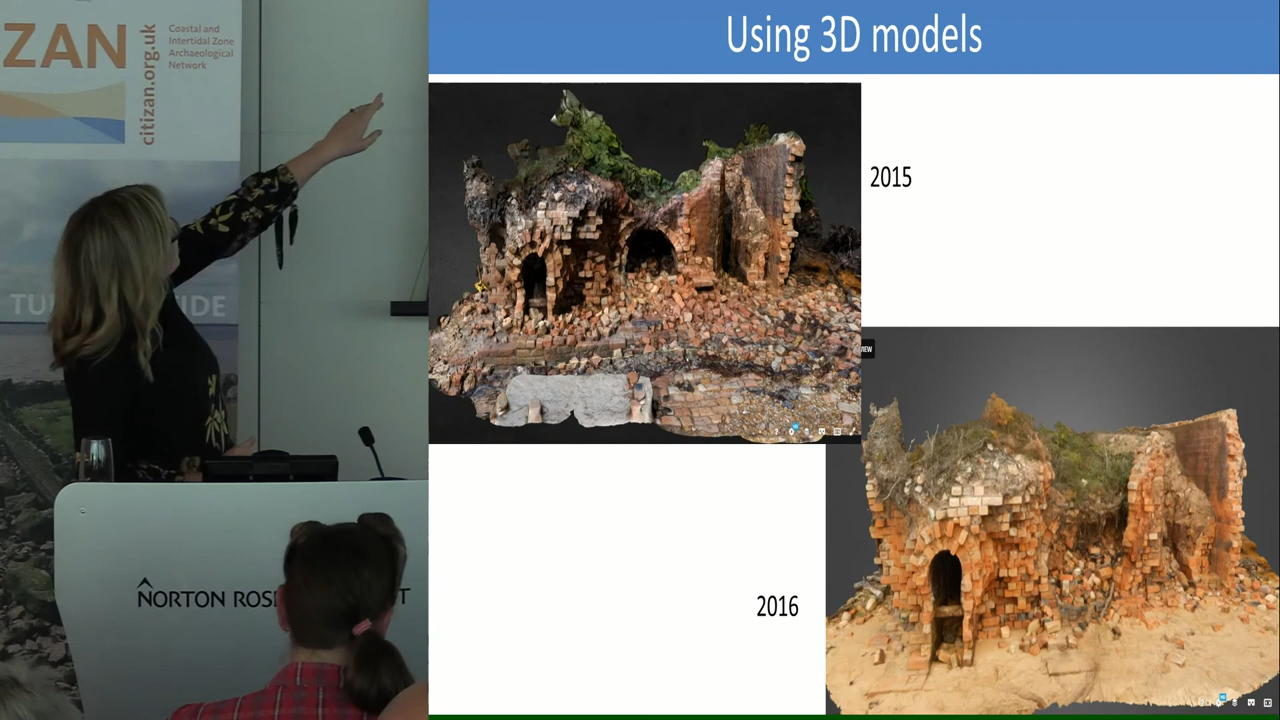 ZAN
citizan.org.uk
Coastal and
Intertidal Zone
Archaeological
Network
Using 3D models
2015
2016
NORTON ROS
T